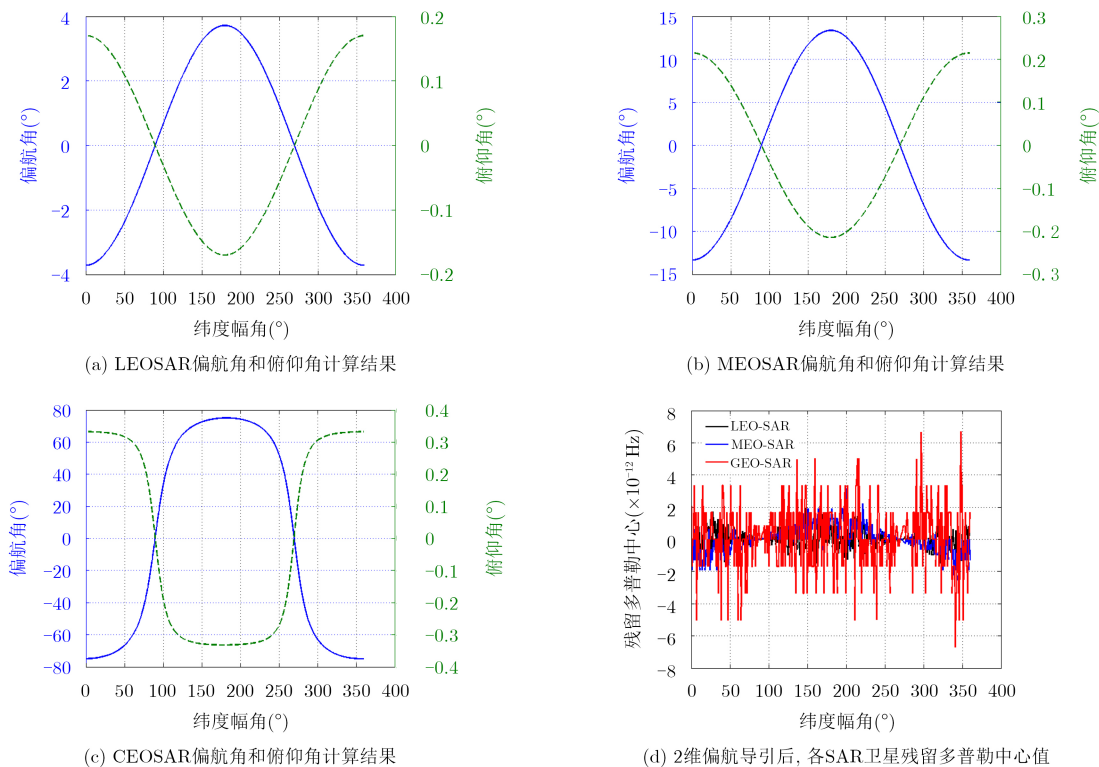 4
2
0
−2
−4
偏航角(°)
0.2
0.1
0
−0.1
−0.2
俯仰角(°)
0 50 100 150 200 250 300 350 400
纬度幅角(°)
(a) LEOSAR偏航角和俯仰角计算结果
15
10
5
0
−5
−10
−15
偏航角(°)
0.3
0.2
0.1
0
−0.1
−0.2
−0.3
俯仰角(°)
0 50 100 150 200 250 300 350 400
纬度幅角(°)
(b) MEOSAR偏航角和俯仰角计算结果
80
60
40
20
0
−20
−40
−60
−80
偏航角(°)
0.4
0.3
0.2
0.1
0
−0.1
−0.2
−0.3
−0.4
俯仰角(°)
0 50 100 150 200 250 300 350 400
纬度幅角(°)
(c) CEOSAR偏航角和俯仰角计算结果
8
6
4
2
0
−2
−4
−6
−8
残留多普勒中心(×10⁻¹² Hz)
LEO-SAR
MEO-SAR
GEO-SAR
0 50 100 150 200 250 300 350 400
纬度幅角(°)
(d) 2维偏航导引后, 各SAR卫星残留多普勒中心值